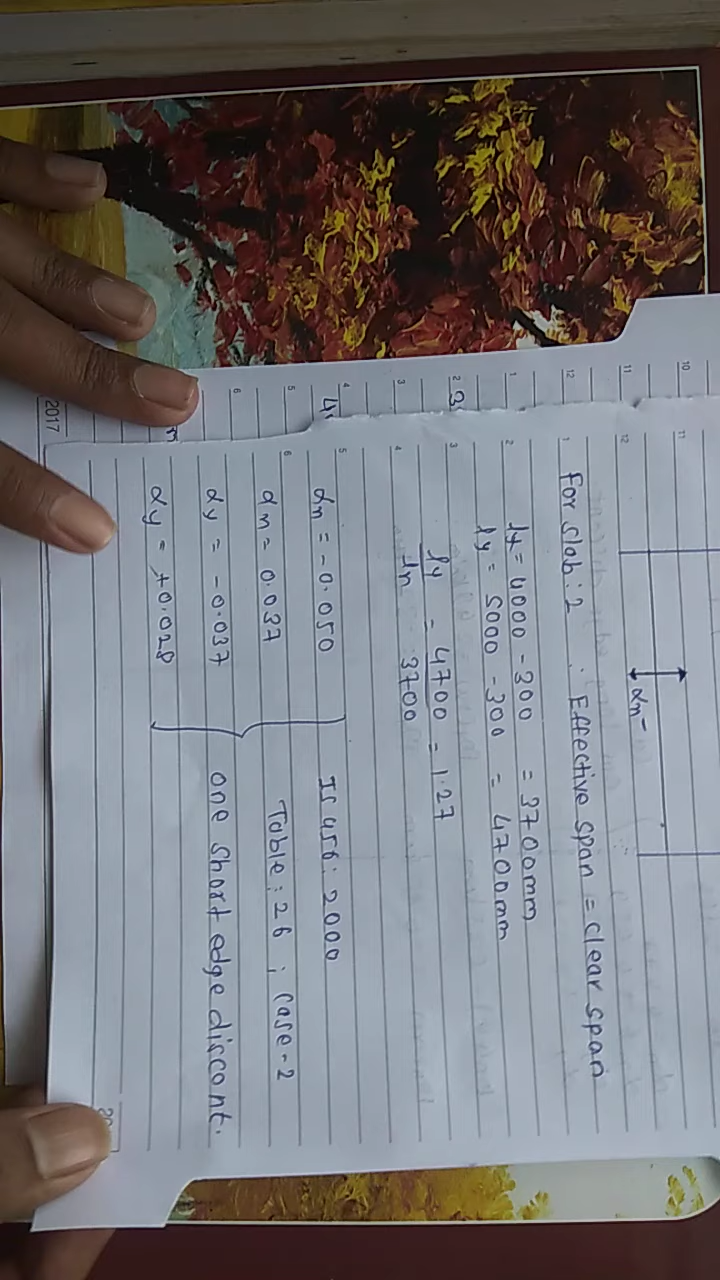 αx-
For slab:2 ∴ Effective span = clear span
lx = 4000 - 300 = 3700mm
ly = 5000 - 300 = 4700mm
ly/lx = 4700/3700 = 1.27
αx = -0.050
αx = 0.037
αy = -0.037
αy = +0.028
IS 456:2000
Table:26; Case-2
one short edge discont.
2017